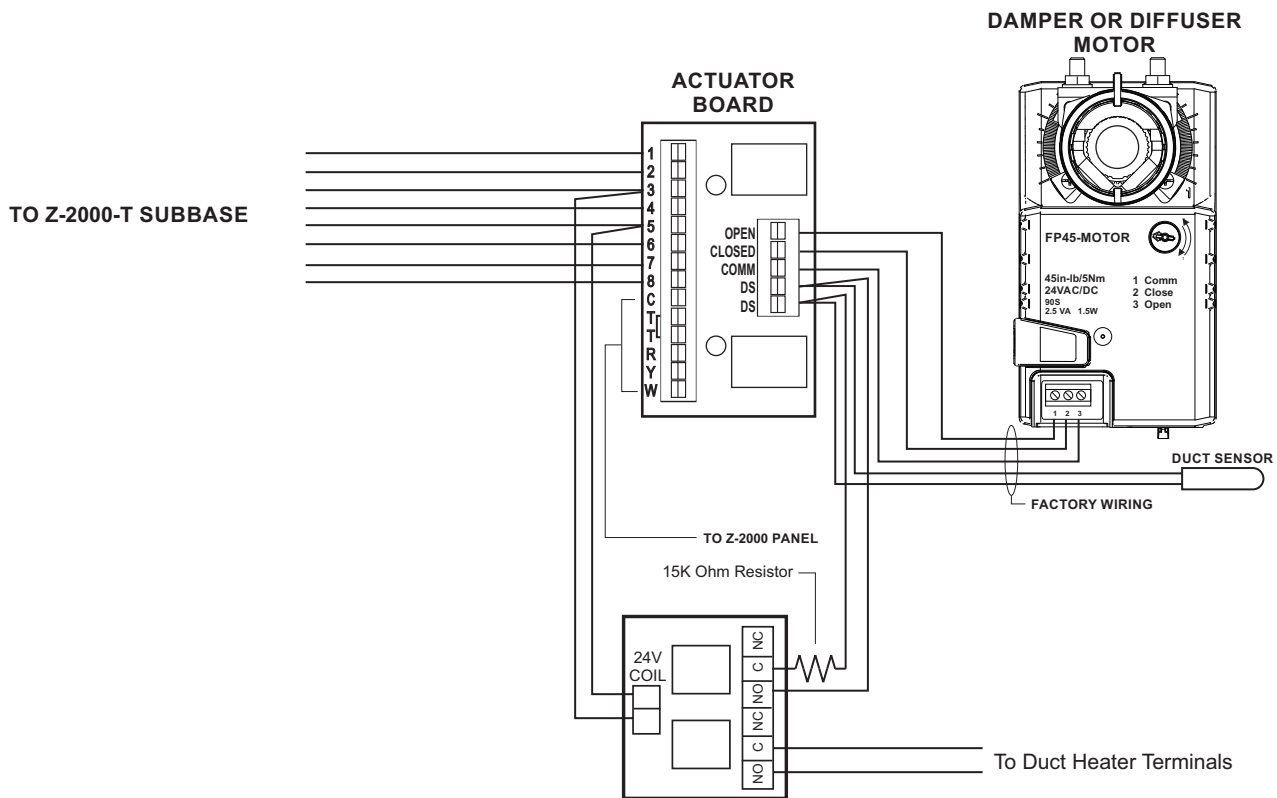 DAMPER OR DIFFUSER
MOTOR
ACTUATOR
BOARD
TO Z-2000-T SUBBASE
1
2
3
4
5
6
7
8
C
T
T
R
Y
W
OPEN
CLOSED
COMM
DS
DS
FP45-MOTOR
45in-lb/5Nm
24VAC/DC
90S
2.5 VA 1.5W
1 Comm
2 Close
3 Open
1 2 3
DUCT SENSOR
FACTORY WIRING
TO Z-2000 PANEL
15K Ohm Resistor
24V
COIL
NC
C
NO
NC
C
NO
To Duct Heater Terminals